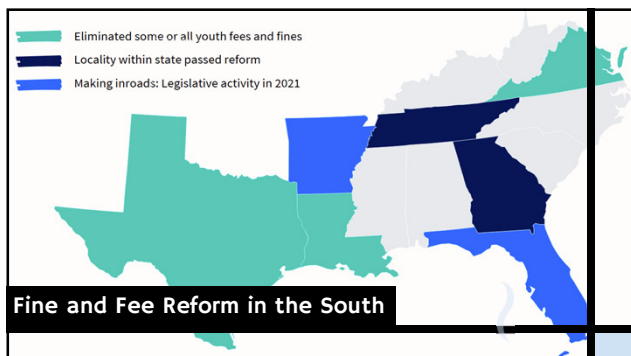 Eliminated some or all youth fees and fines
Locality within state passed reform
Making inroads: Legislative activity in 2021
Fine and Fee Reform in the South